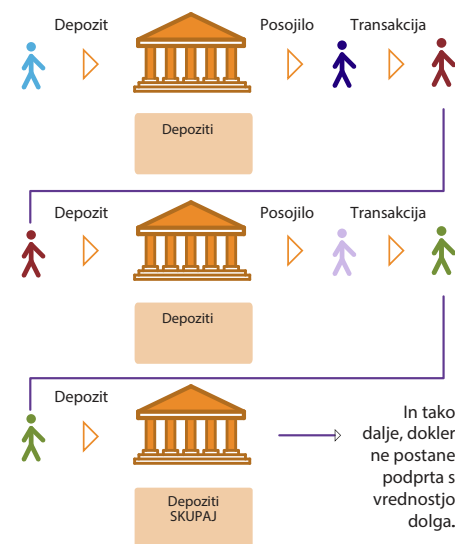 Depozit
Posojilo
Transakcija
Depoziti
Depozit
Posojilo
Transakcija
Depoziti
Depozit
In tako
dalje, dokler
ne postane
podprta s
vrednostjo
dolga.
Depoziti
SKUPAJ